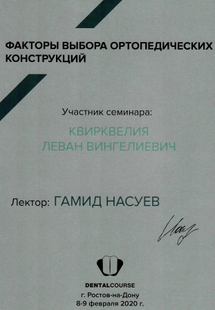 ФАКТОРЫ ВЫБОРА ОРТОПЕДИЧЕСКИХ
КОНСТРУКЦИЙ
Участник семинара:
КВИРКВЕЛИЯ
ЛЕВАН ВИНГЕЛИЕВИЧ
Лектор: ГАМИД НАСУЕВ
DENTALCOURSE
г. Ростов-на-Дону
8-9 февраля 2020 г.